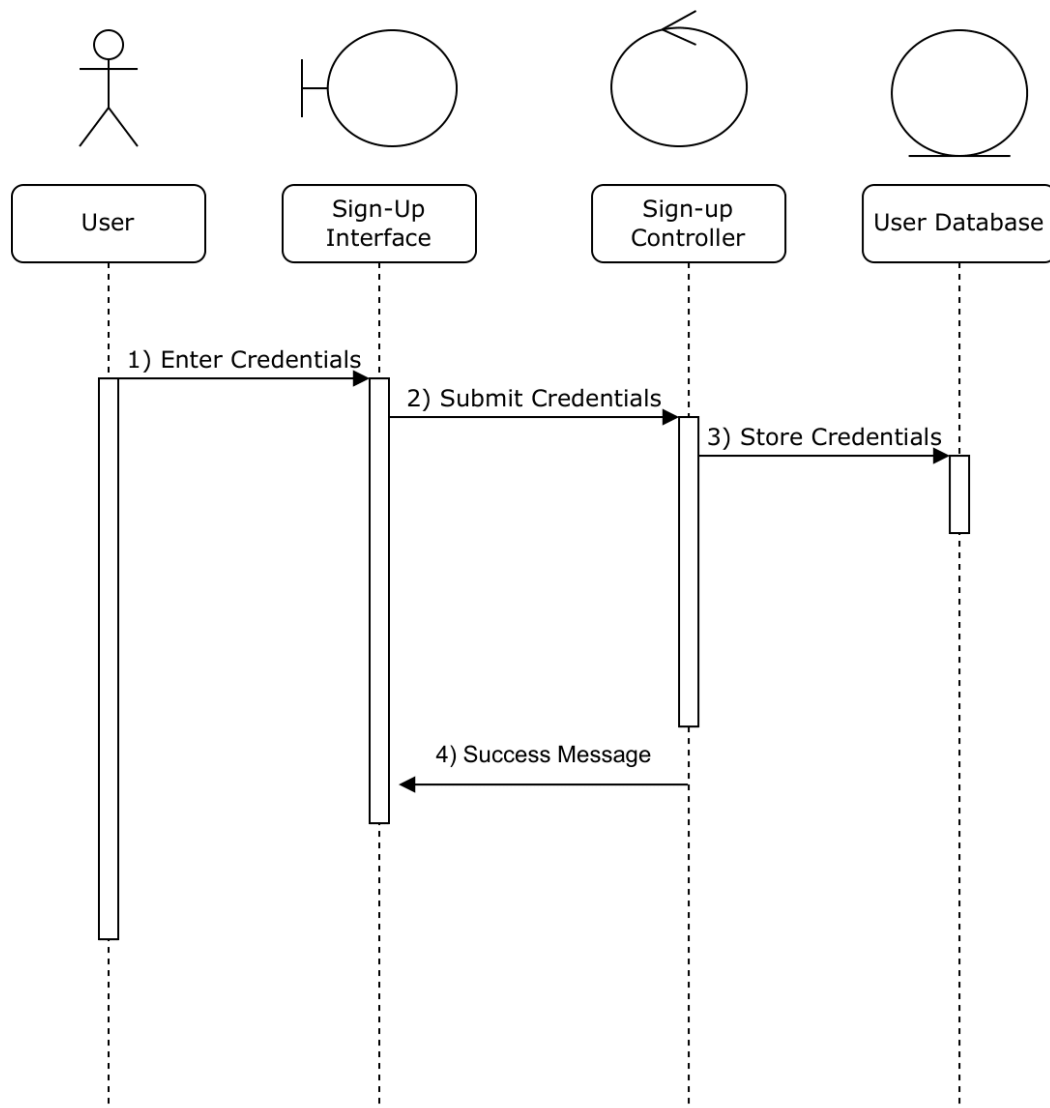 User
Sign-Up
Interface
Sign-up
Controller
User Database
1) Enter Credentials
2) Submit Credentials
3) Store Credentials
4) Success Message